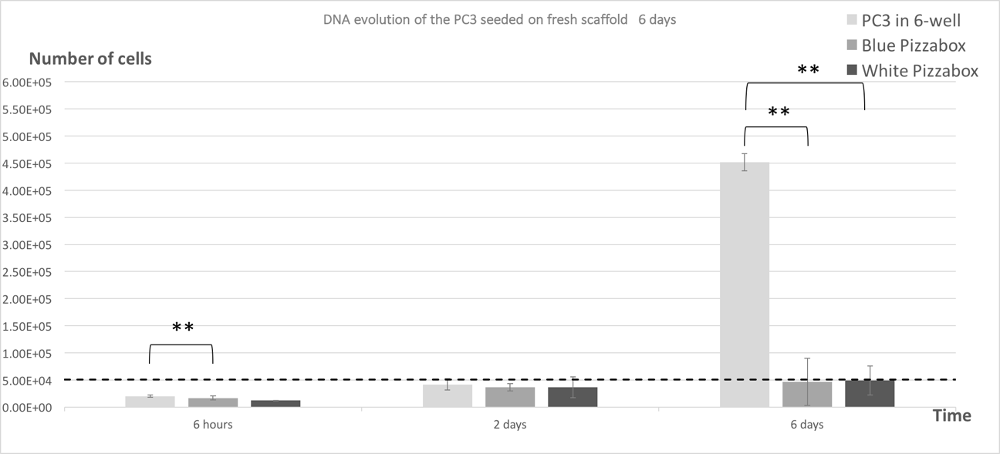 DNA evolution of the PC3 seeded on fresh scaffold 6 days
PC3 in 6-well
Blue Pizzabox
White Pizzabox
Number of cells
6.00E+05
5.50E+05
5.00E+05
4.50E+05
4.00E+05
3.50E+05
3.00E+05
2.50E+05
2.00E+05
1.50E+05
1.00E+05
5.00E+04
0.00E+00
**
**
**
6 hours
2 days
6 days
Time